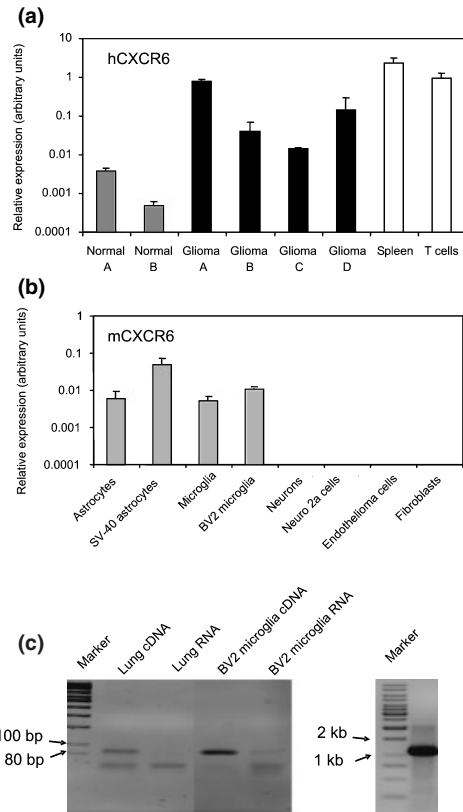 (a)
Relative expression (arbitrary units)
hCXCR6
10
1
0.1
0.01
0.001
0.0001
Normal A
Normal B
Glioma A
Glioma B
Glioma C
Glioma D
Spleen
T cells
(b)
Relative expression (arbitrary units)
mCXCR6
1
0.1
0.01
0.001
0.0001
Astrocytes
SV-40 astrocytes
Microglia
BV2 microglia
Neurons
Neuro 2a cells
Endothelioma cells
Fibroblasts
(c)
Marker
Lung cDNA
Lung RNA
BV2 microglia cDNA
BV2 microglia RNA
Marker
100 bp
80 bp
2 kb
1 kb